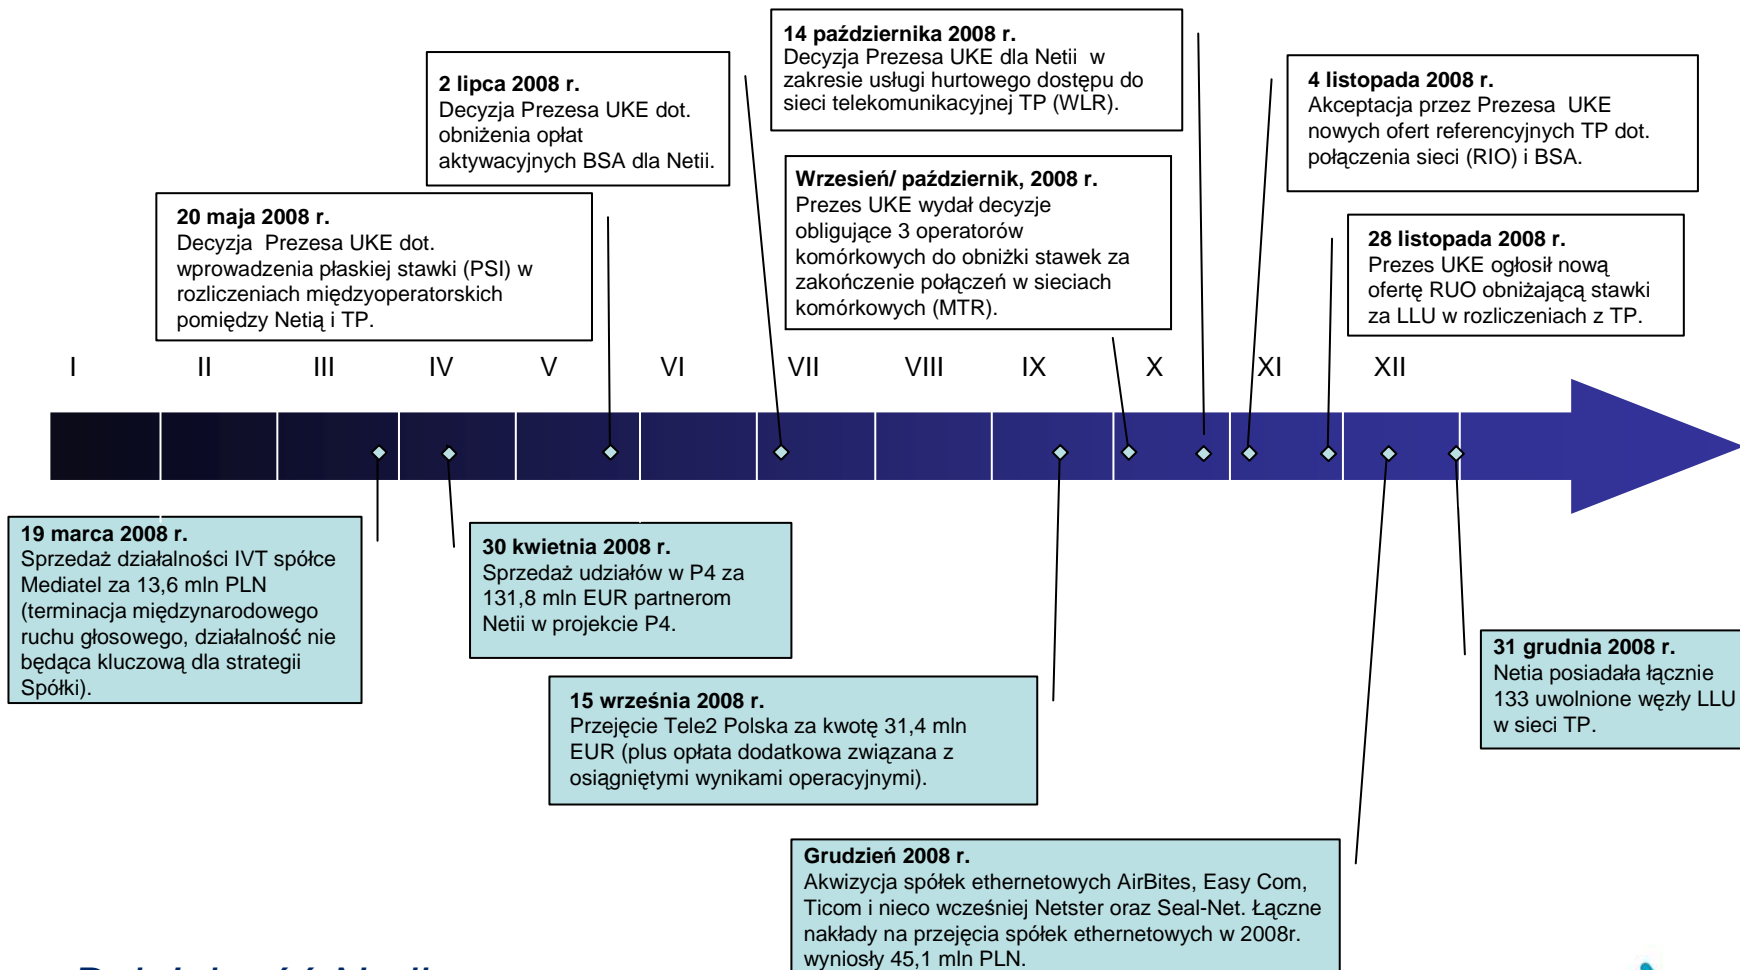 14 października 2008 r.
Decyzja Prezesa UKE dla Netii w
zakresie usługi hurtowego dostępu do
sieci telekomunikacyjnej TP (WLR).
2 lipca 2008 r.
Decyzja Prezesa UKE dot.
obniżenia opłat
aktywacyjnych BSA dla Netii.
4 listopada 2008 r.
Akceptacja przez Prezesa UKE
nowych ofert referencyjnych TP dot.
połączenia sieci (RIO) i BSA.
Wrzesień/ październik, 2008 r.
Prezes UKE wydał decyzje
obligujące 3 operatorów
komórkowych do obniżki stawek za
zakończenie połączeń w sieciach
komórkowych (MTR).
20 maja 2008 r.
Decyzja Prezesa UKE dot.
wprowadzenia płaskiej stawki (PSI) w
rozliczeniach międzyoperatorskich
pomiędzy Netią i TP.
28 listopada 2008 r.
Prezes UKE ogłosił nową
ofertę RUO obniżającą stawki
za LLU w rozliczeniach z TP.
I II III IV V VI VII VIII IX X XI XII
19 marca 2008 r.
Sprzedaż działalności IVT spółce
Mediatel za 13,6 mln PLN
(terminacja międzynarodowego
ruchu głosowego, działalność nie
będąca kluczową dla strategii
Spółki).
30 kwietnia 2008 r.
Sprzedaż udziałów w P4 za
131,8 mln EUR partnerom
Netii w projekcie P4.
15 września 2008 r.
Przejęcie Tele2 Polska za kwotę 31,4 mln
EUR (plus opłata dodatkowa związana z
osiągniętymi wynikami operacyjnymi).
31 grudnia 2008 r.
Netia posiadała łącznie
133 uwolnione węzły LLU
w sieci TP.
Grudzień 2008 r.
Akwizycja spółek ethernetowych AirBites, Easy Com,
Ticom i nieco wcześniej Netster oraz Seal-Net. Łączne
nakłady na przejęcia spółek ethernetowych w 2008r.
wyniosły 45,1 mln PLN.